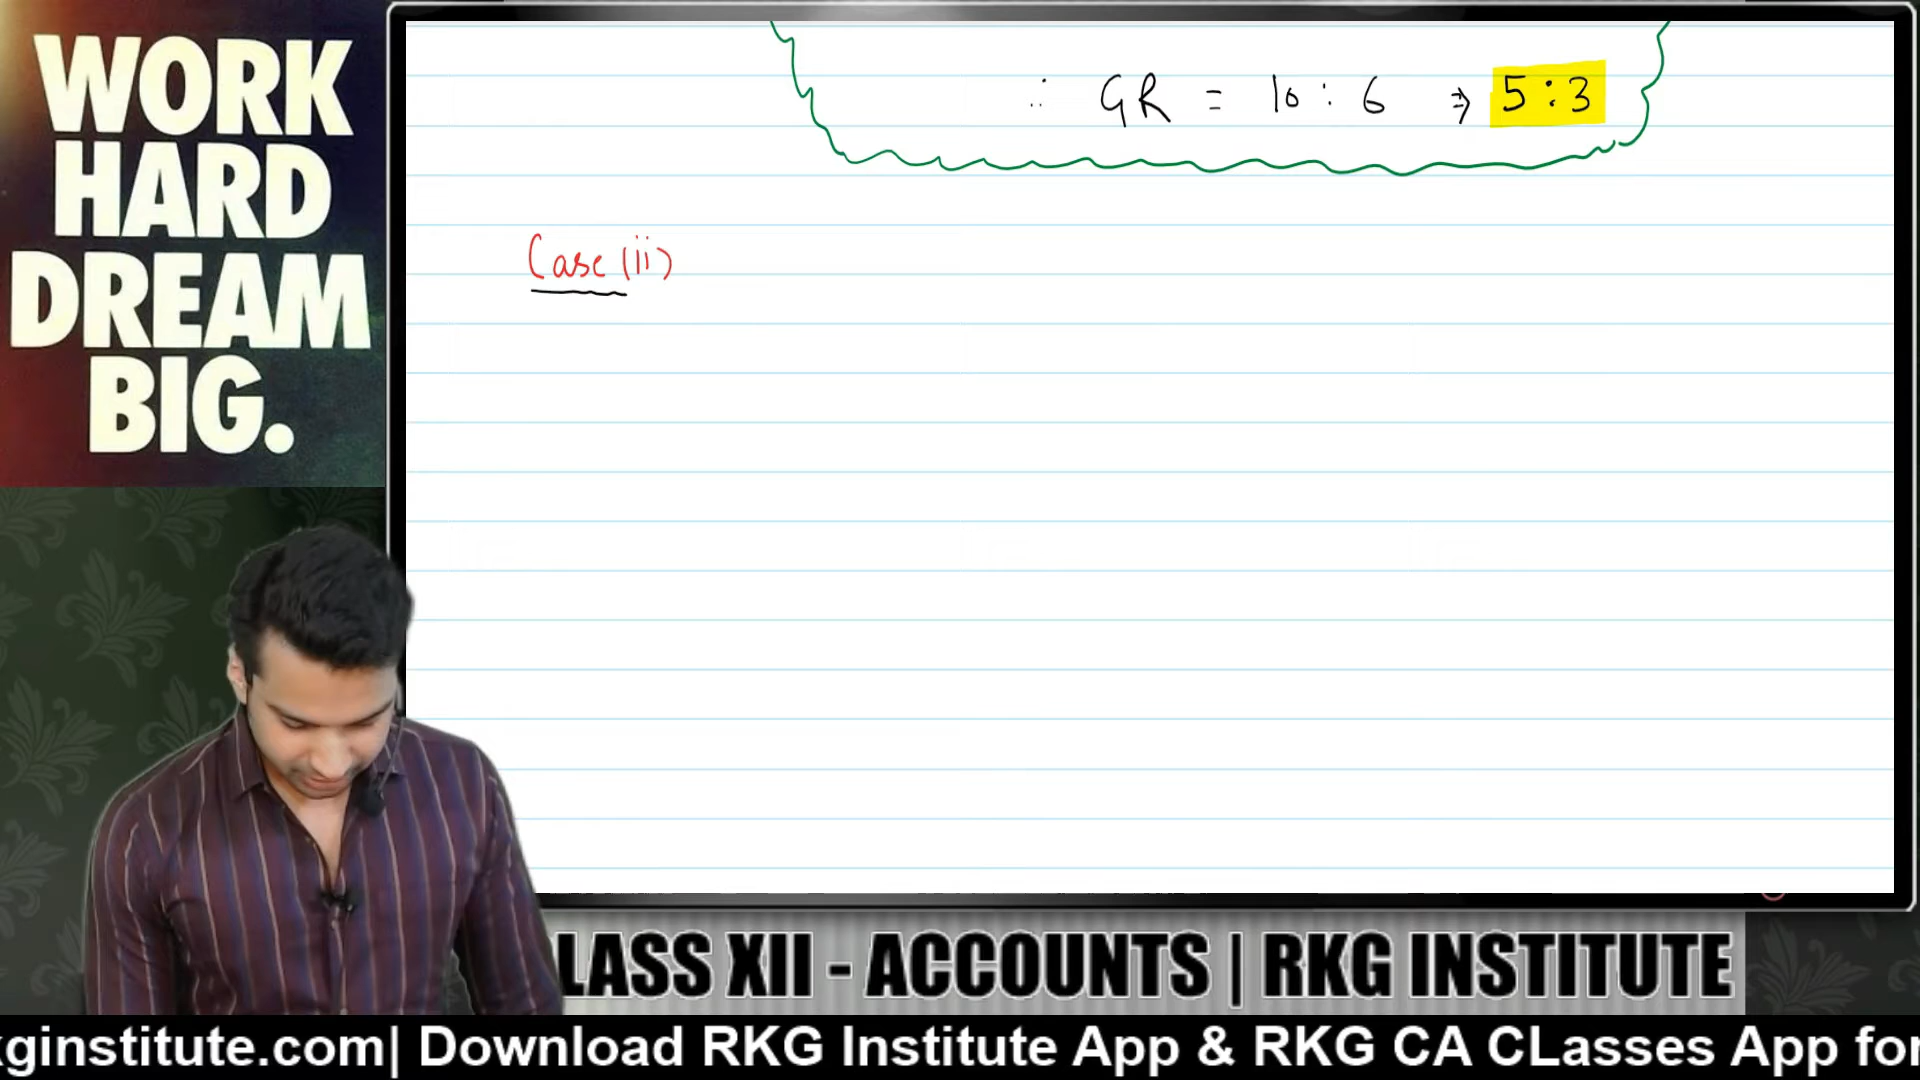 WORK
HARD
DREAM
BIG.
∴ GR = 10 : 6 ⇒ 5:3
Case (ii)
LASS XII - ACCOUNTS | RKG INSTITUTE
kginstitute.com| Download RKG Institute App & RKG CA CLasses App for